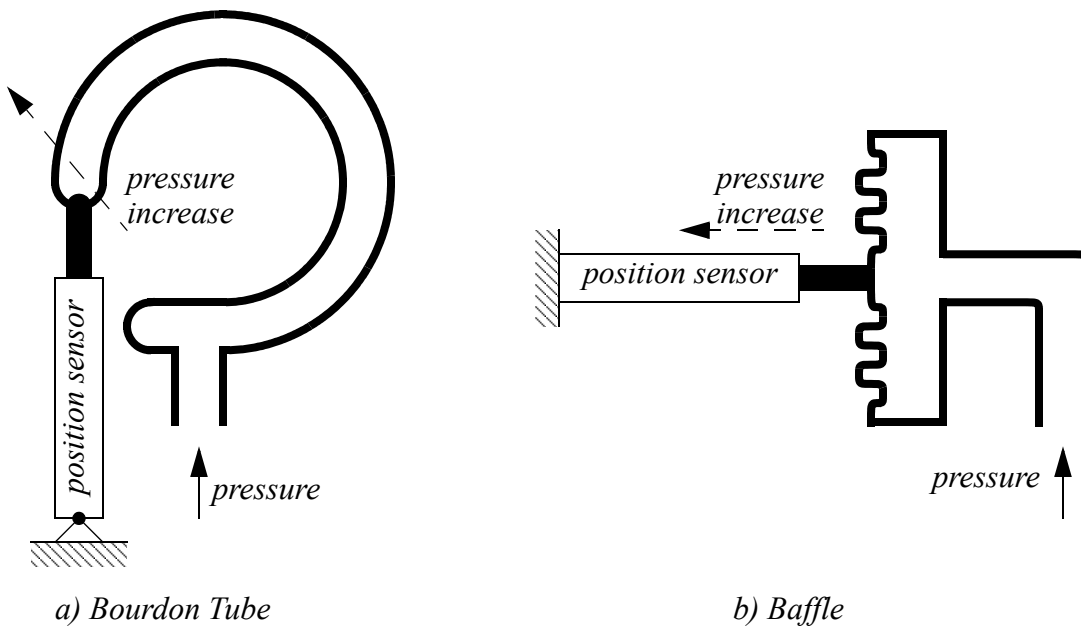 pressure
increase
position sensor
pressure
a) Bourdon Tube
pressure
increase
position sensor
pressure
b) Baffle